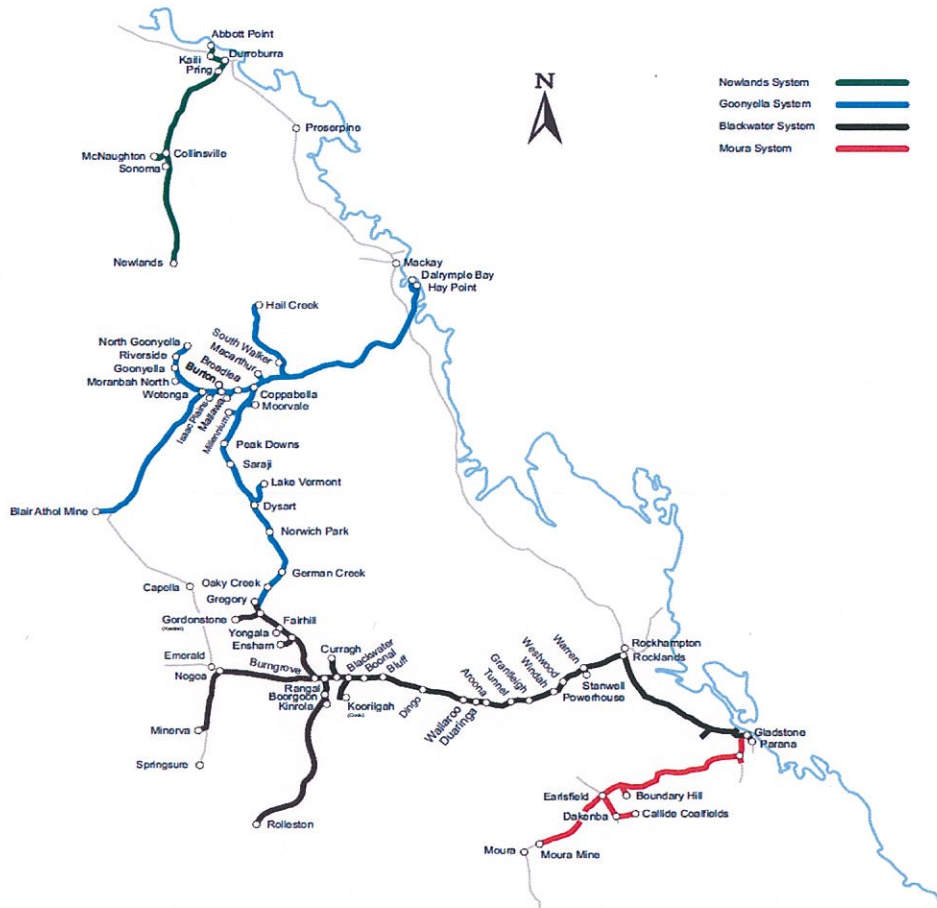 Abbott Point
Kaili
Durroburra
Pring
N
Newlands System
Goonyella System
Blackwater System
Moura System
Proserpine
McNaughton
Collinsville
Sonoma
Newlands
Mackay
Dalrymple Bay
Hay Point
Hail Creek
North Goonyella
Riverside
Goonyella
Moranbah North
Wotonga
South Walker
Macarthur
Broadlea
Burton
Coppabella
Moorvale
Isaac Plains
Mallawa
Millennium
Peak Downs
Saraji
Lake Vermont
Blair Athol Mine
Dysart
Norwich Park
German Creek
Capella
Oaky Creek
Gregory
Gordonstone
Fairhill
Yongala
Ensham
Emerald
Nogoa
Burngrove
Curragh
Blackwater
Boonal
Bluff
Rangal
Boorgoon
Kinrola
Koorilgah
(Cook)
Dingo
Wallaroo
Duaringa
Aroona
Tunnel
Grantleigh
Windah
Westwood
Warren
Rockhampton
Rocklands
Stanwell
Powerhouse
Minerva
Springsure
Rolleston
Gladstone
Parana
Earlsfield
Boundary Hill
Dakenba
Callide Coalfields
Moura
Moura Mine